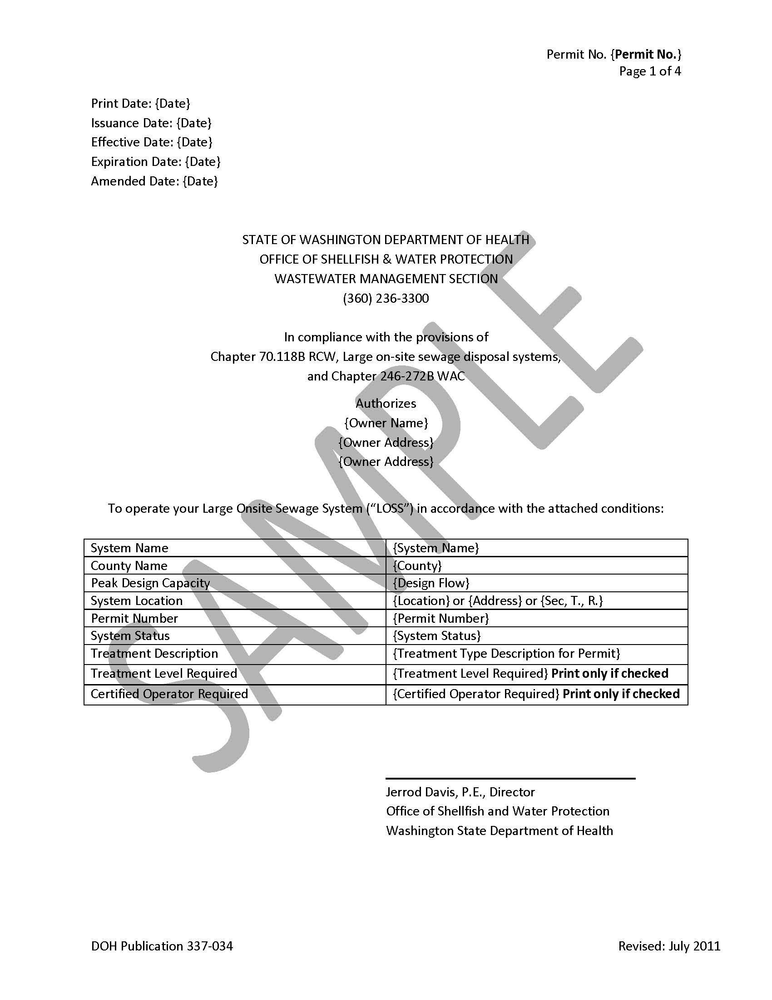 Permit No. {Permit No.}
Page 1 of 4
Print Date: {Date}
Issuance Date: {Date}
Effective Date: {Date}
Expiration Date: {Date}
Amended Date: {Date}
STATE OF WASHINGTON DEPARTMENT OF HEALTH
OFFICE OF SHELLFISH & WATER PROTECTION
WASTEWATER MANAGEMENT SECTION
(360) 236-3300
In compliance with the provisions of
Chapter 70.118B RCW, Large on-site sewage disposal systems,
and Chapter 246-272B WAC
Authorizes
{Owner Name}
{Owner Address}
{Owner Address}
To operate your Large Onsite Sewage System (“LOSS”) in accordance with the attached conditions:
System Name {System Name}
County Name {County}
Peak Design Capacity {Design Flow}
System Location {Location} or {Address} or {Sec, T., R.}
Permit Number {Permit Number}
System Status {System Status}
Treatment Description {Treatment Type Description for Permit}
Treatment Level Required {Treatment Level Required} Print only if checked
Certified Operator Required {Certified Operator Required} Print only if checked
SAMPLE
Jerrod Davis, P.E., Director
Office of Shellfish and Water Protection
Washington State Department of Health
DOH Publication 337-034 Revised: July 2011